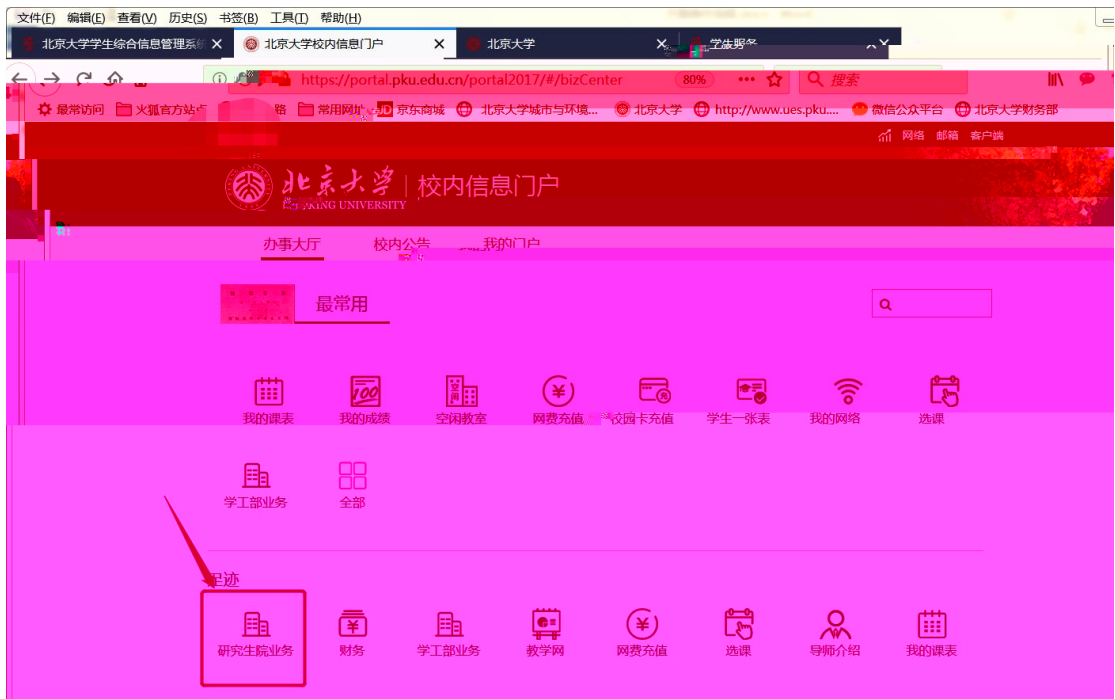 文件(F) 编辑(E) 查看(V) 历史(S) 书签(B) 工具(T) 帮助(H)
北京大学学生综合信息管理系统 北京大学校内信息门户 北京大学 学生服务
https://portal.pku.edu.cn/portal2017/#/bizCenter 80% 搜索
最常访问 火狐官方站点 常用网址 JD 京东商城 北京大学城市与环境... 北京大学 http://www.ues.pku.... 微信公众平台 北京大学财务部
网络 邮箱 客户端
北京大学 校内信息门户
PEKING UNIVERSITY
办事大厅 校内公告 我的门户
最常用
我的课表 我的成绩 空闲教室 网费充值 校园卡充值 学生一张表 我的网络 选课
学工部业务 全部
足迹
研究生院业务 财务 学工部业务 教学网 网费充值 选课 导师介绍 我的课表